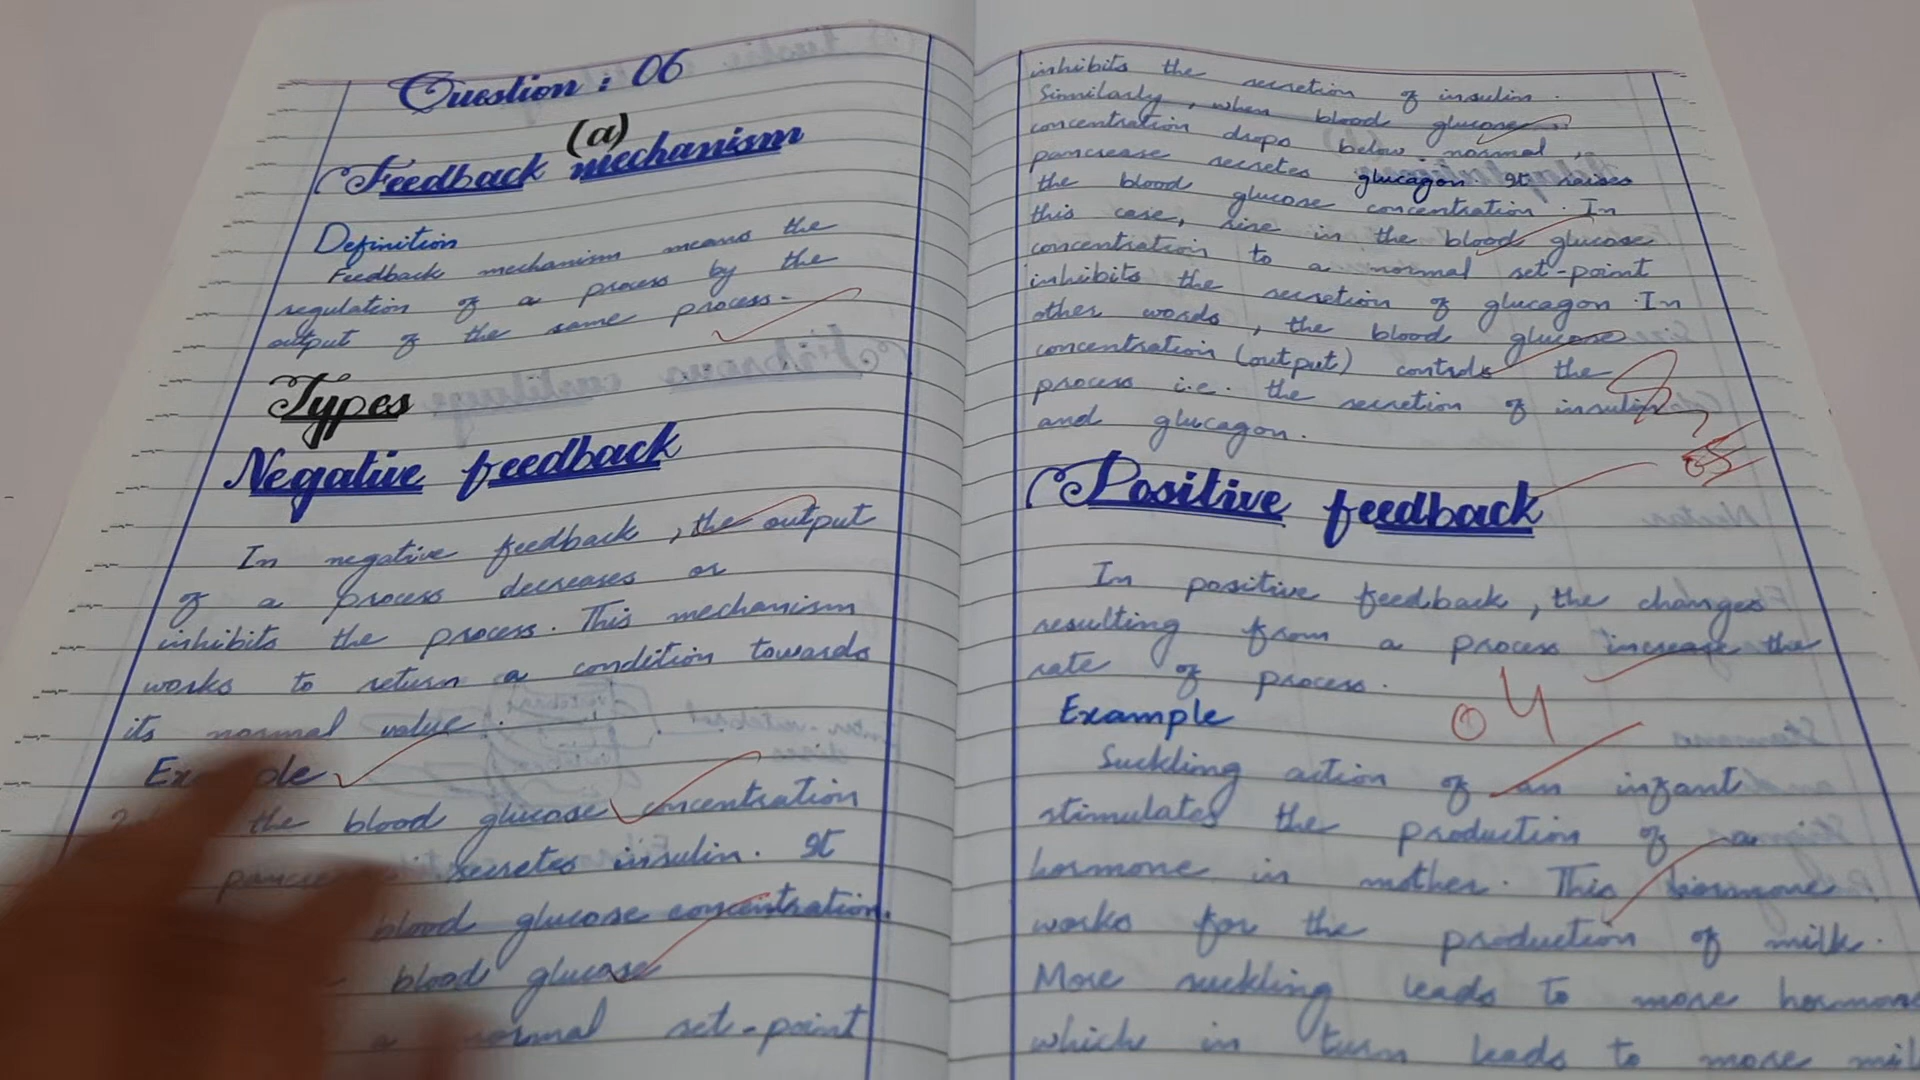 Question : 06
(a)
Feedback mechanism
Definition
Feedback mechanism means the
regulation of a process by the
output of the same process.
Types
Negative feedback
In negative feedback, the output
of a process decreases or
inhibits the process. This mechanism
works to return a condition towards
its normal value.
the blood glucose concentration
secretes insulin. It
blood glucose concentration.
blood glucose
a normal set-point
inhibits the secretion of insulin.
Similarly, when blood glucose
concentration drops below normal,
pancrease secretes glucagon. It raises
the blood glucose concentration. In
this case, rise in the blood glucose
concentration to a normal set-point
inhibits the secretion of glucagon. In
other words, the blood glucose
concentration (output) controls the
process i.e. the secretion of insulin
and glucagon.
Positive feedback
In positive feedback, the changes
resulting from a process increase the
rate of process.
04
Example
Suckling action of an infant
stimulates the production of a
hormone in mother. This hormone
works for the production of milk.
More suckling leads to more hormon
which in turn leads to more mil